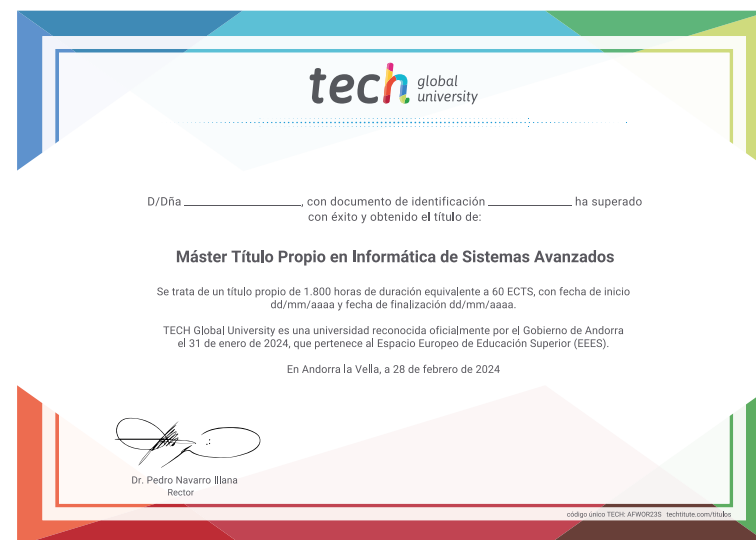 tech global
university
D/Dña ____________________, con documento de identificación ______________ ha superado
con éxito y obtenido el título de:
Máster Título Propio en Informática de Sistemas Avanzados
Se trata de un título propio de 1.800 horas de duración equivalente a 60 ECTS, con fecha de inicio
dd/mm/aaaa y fecha de finalización dd/mm/aaaa.
TECH Global University es una universidad reconocida oficialmente por el Gobierno de Andorra
el 31 de enero de 2024, que pertenece al Espacio Europeo de Educación Superior (EEES).
En Andorra la Vella, a 28 de febrero de 2024
Dr. Pedro Navarro Illana
Rector
código único TECH: AFWOR23S techtitute.com/titulos